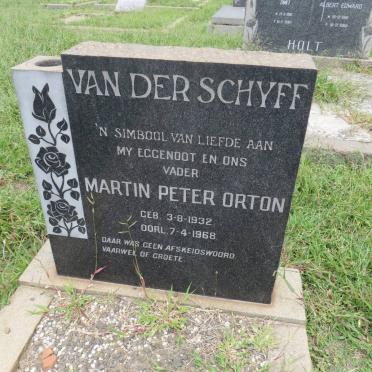 ALBERT EDWARD
HOLT
VAN DER SCHYFF
'N SIMBOOL VAN LIEFDE AAN
MY EGGENOOT EN ONS
VADER
MARTIN PETER ORTON
GEB. 3-8-1932
OORL. 7-4-1968
DAAR WAS GEEN AFSKEIDSWOORD
VAARWEL OF GROETE